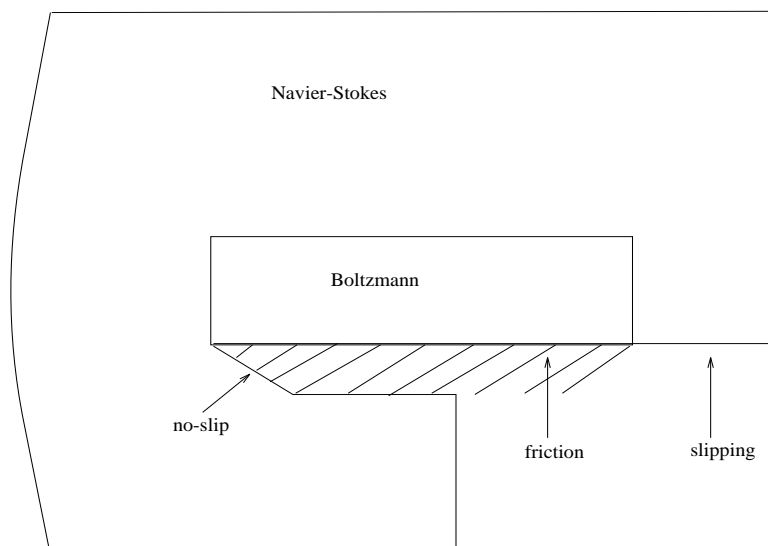 Navier-Stokes
Boltzmann
no-slip
friction
slipping